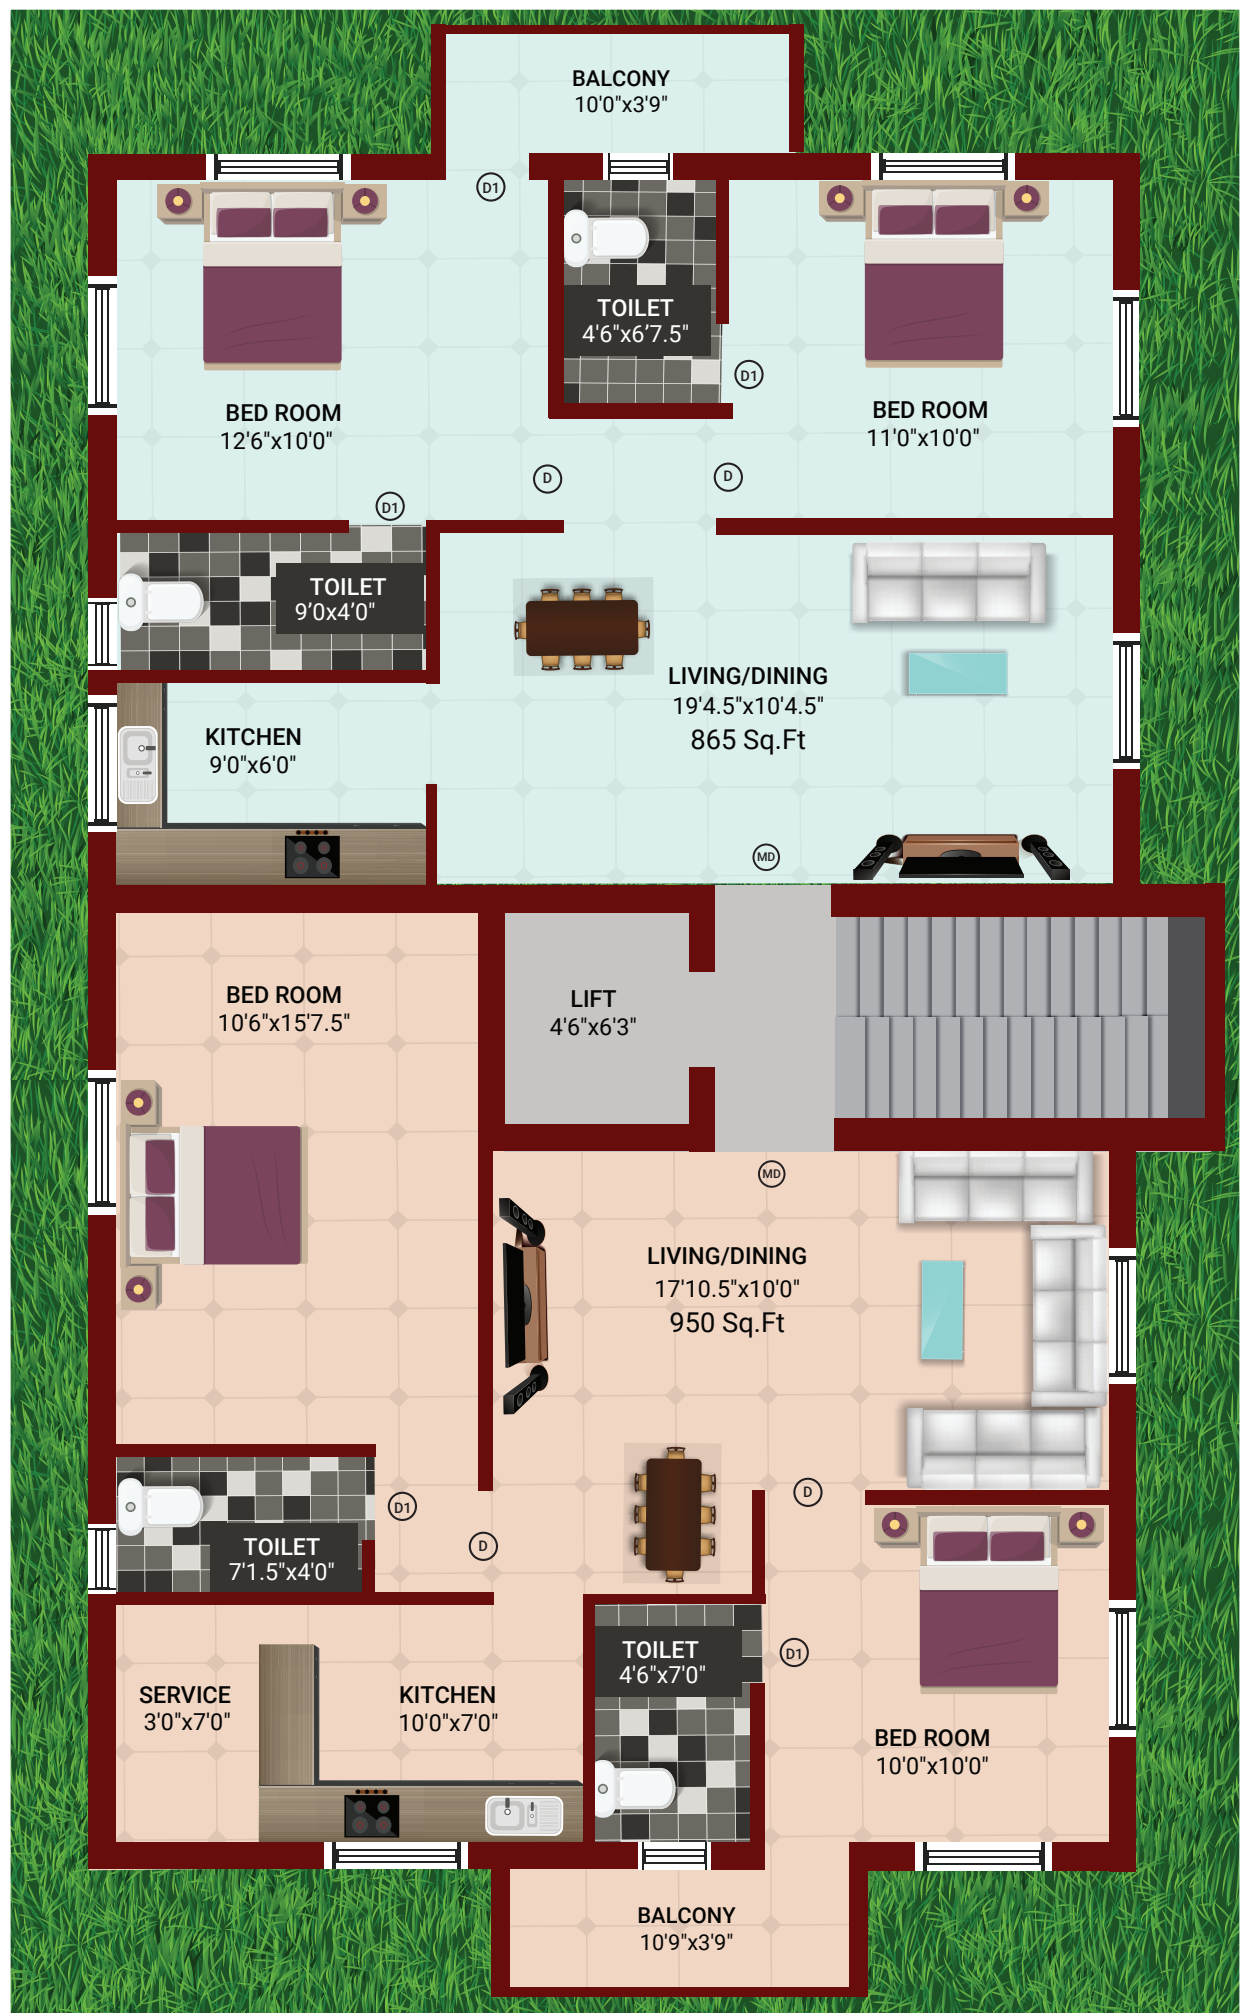 BALCONY
10'0"x3'9"
D1
TOILET
4'6"x6'7.5"
D1
BED ROOM
12'6"x10'0"
BED ROOM
11'0"x10'0"
D
D
D1
TOILET
9'0x4'0"
LIVING/DINING
19'4.5"x10'4.5"
865 Sq.Ft
KITCHEN
9'0"x6'0"
MD
BED ROOM
10'6"x15'7.5"
LIFT
4'6"x6'3"
MD
LIVING/DINING
17'10.5"x10'0"
950 Sq.Ft
D
D1
D
TOILET
7'1.5"x4'0"
TOILET
4'6"x7'0"
D1
SERVICE
3'0"x7'0"
KITCHEN
10'0"x7'0"
BED ROOM
10'0"x10'0"
BALCONY
10'9"x3'9"